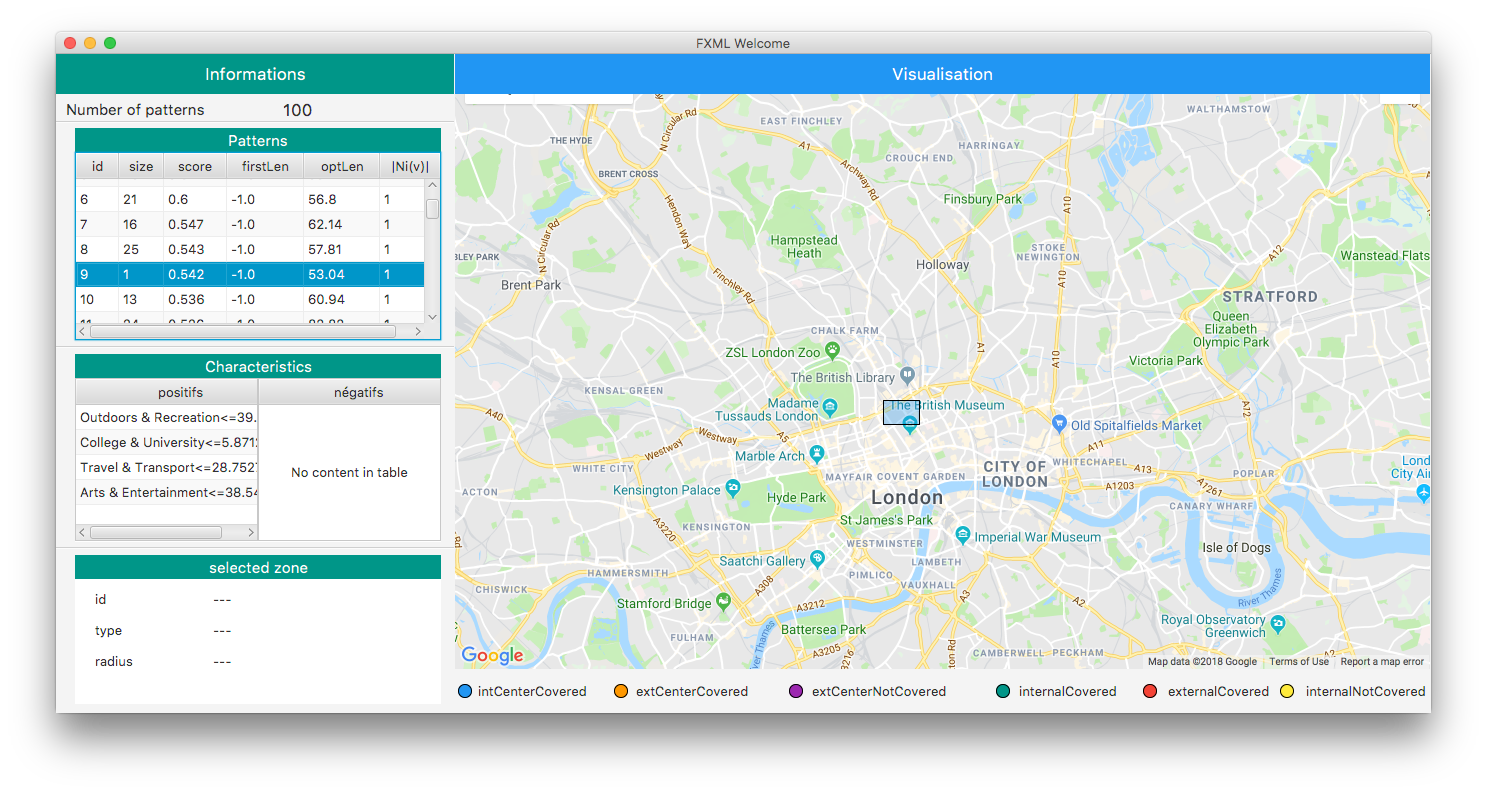 FXML Welcome
Informations
Visualisation
Number of patterns 100
Patterns
id size score firstLen optLen |Ni(v)|
6 21 0.6 -1.0 56.8 1
7 16 0.547 -1.0 62.14 1
8 25 0.543 -1.0 57.81 1
9 1 0.542 -1.0 53.04 1
10 13 0.536 -1.0 60.94 1
Characteristics
positifs négatifs
Outdoors & Recreation<=39.
College & University<=5.871
Travel & Transport<=28.752
Arts & Entertainment<=38.54
No content in table
selected zone
id ---
type ---
radius ---
WALTHAMSTOW
EAST FINCHLEY
N Circular Rd
THE HYDE
A1
HARRINGAY
CROUCH END
BRENT CROSS
Archway Rd
Finsbury Park
A10
Hendon Way
N Circular Rd
Hampstead
Heath
STOKE
NEWINGTON
A12
BLEY PARK
Wanstead Flats
Holloway
Brent Park
Finchley Rd
A10
STRATFORD
Queen
Elizabeth
Olympic Park
CHALK FARM
ZSL London Zoo
A1
A10
Victoria Park
The British Library
KENSAL GREEN
Madame
Tussauds London
The British Museum
A40
A12
Old Spitalfields Market
Westway
Westway
A5
A11
Marble Arch
WHITE CITY
CITY OF
LONDON
WHITECHAPEL
A13
POPLAR
Lond
City Air
MAYFAIR
COVENT GARDEN
ACTON
Kensington Palace
Hyde Park
London
A1203
A1261
CANARY WHARF
St James's Park
KENSINGTON
A3220
WESTMINSTER
Imperial War Museum
Isle of Dogs
Saatchi Gallery
LAMBETH
HAMMERSMITH
PIMLICO
CHISWICK
A308
VAUXHALL
A3
A2
River Thames
Stamford Bridge
A3212
Royal Observatory
Greenwich
Battersea Park
FULHAM
River Thames
A3205
A3216
CAMBERWELL
PECKHAM
Google
Map data ©2018 Google Terms of Use Report a map error
intCenterCovered extCenterCovered extCenterNotCovered internalCovered externalCovered internalNotCovered